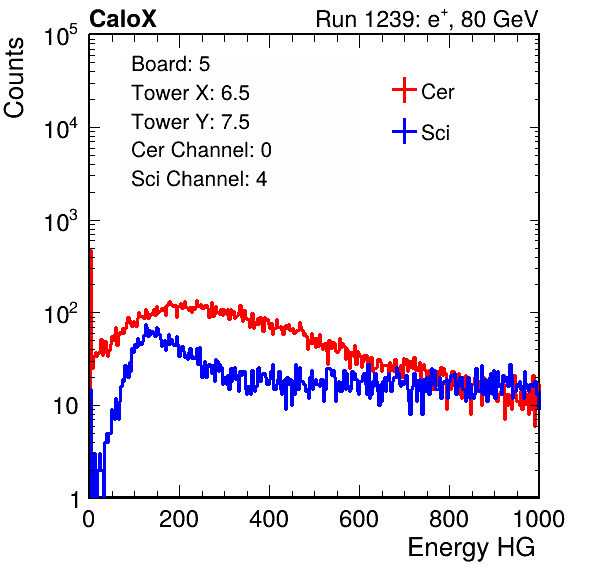 CaloX Run 1239: e⁺, 80 GeV
Counts
10⁵
10⁴
10³
10²
10
1
Board: 5
Tower X: 6.5
Tower Y: 7.5
Cer Channel: 0
Sci Channel: 4
Cer
Sci
0 200 400 600 800 1000
Energy HG